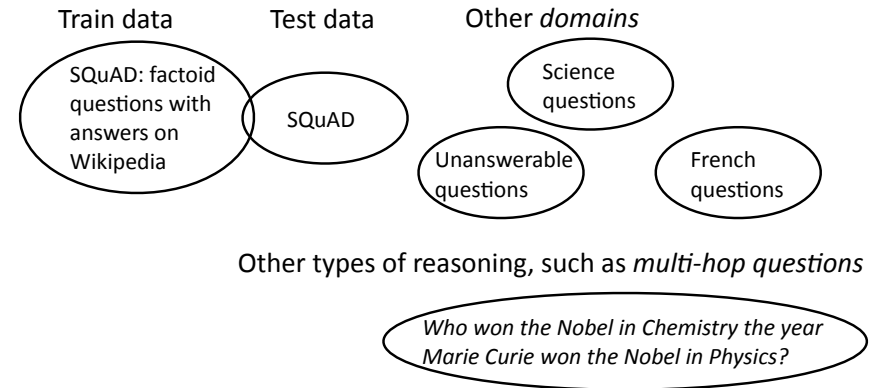 Train data
Test data
Other domains
SQuAD: factoid
questions with
answers on
Wikipedia
SQuAD
Science
questions
Unanswerable
questions
French
questions
Other types of reasoning, such as multi-hop questions
Who won the Nobel in Chemistry the year
Marie Curie won the Nobel in Physics?